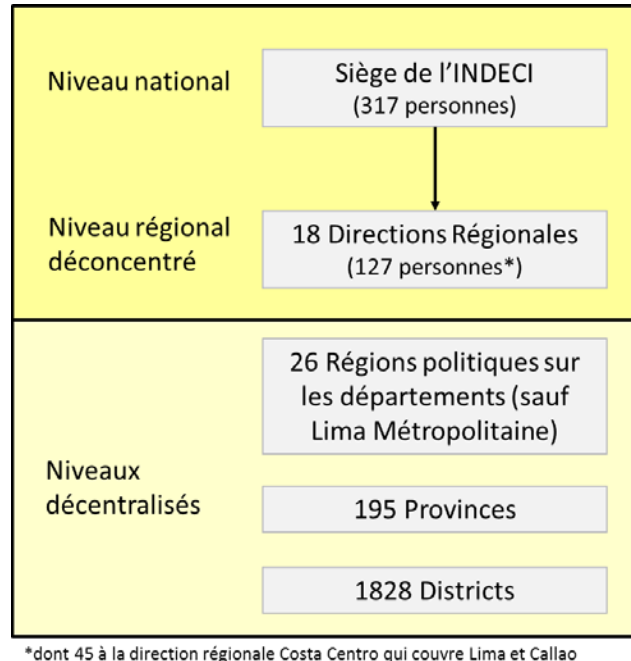 Niveau national
Siège de l’INDECI
(317 personnes)
Niveau régional
déconcentré
18 Directions Régionales
(127 personnes*)
26 Régions politiques sur
les départements (sauf
Lima Métropolitaine)
Niveaux
décentralisés
195 Provinces
1828 Districts
*dont 45 à la direction régionale Costa Centro qui couvre Lima et Callao